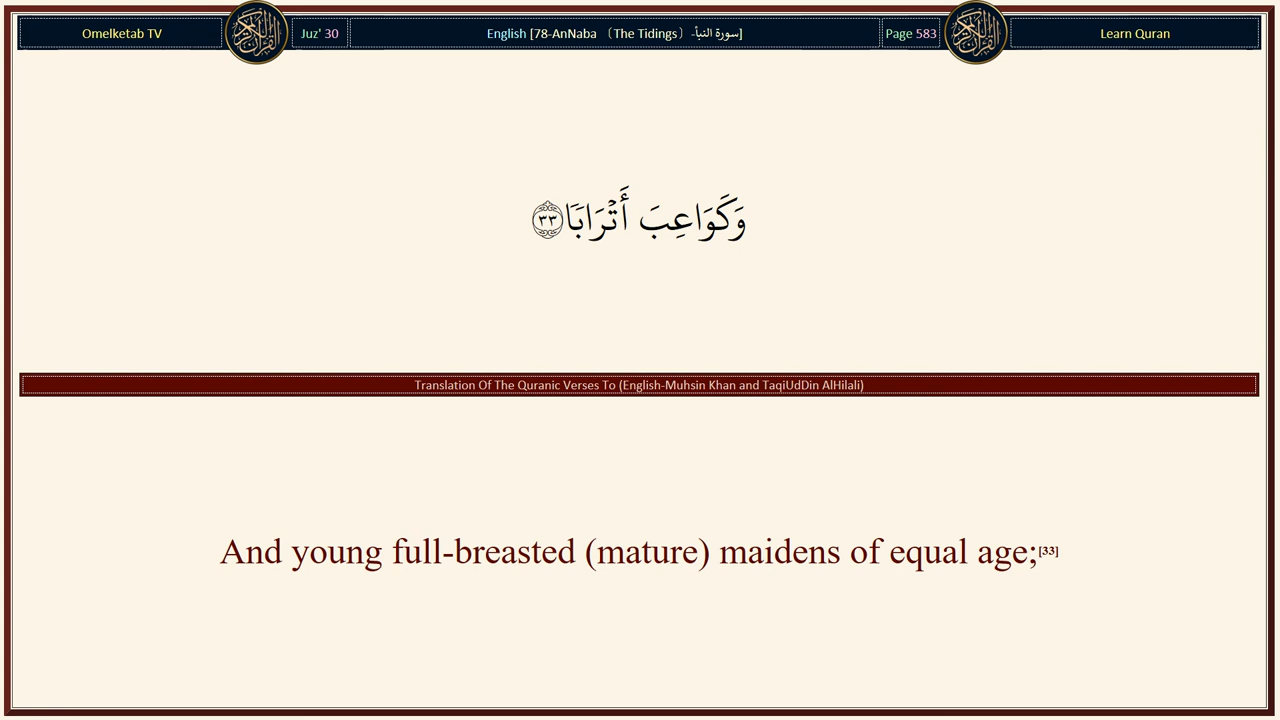 Omelketab TV
Juz' 30
English [78-AnNaba （The Tidings） -سورة النبأ]
Page 583
Learn Quran
وَكَوَاعِبَ أَتۡرَابٗا ٣٣
Translation Of The Quranic Verses To (English-Muhsin Khan and TaqiUdDin AlHilali)
And young full-breasted (mature) maidens of equal age;[33]